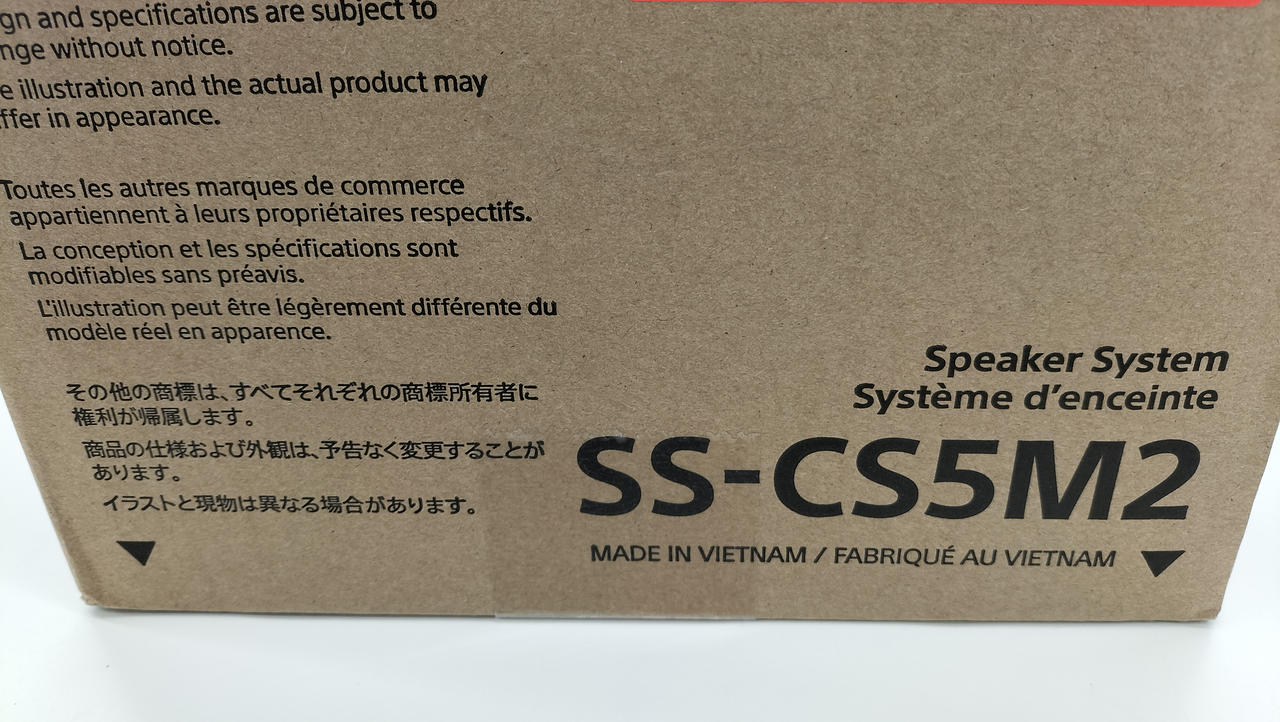 gn and specifications are subject to
nge without notice.
e illustration and the actual product may
ffer in appearance.
Toutes les autres marques de commerce
appartiennent à leurs propriétaires respectifs.
La conception et les spécifications sont
modifiables sans préavis.
L'illustration peut être légèrement différente du
modèle réel en apparence.
その他の商標は、すべてそれぞれの商標所有者に
権利が帰属します。
商品の仕様および外観は、予告なく変更することが
あります。
イラストと現物は異なる場合があります。
Speaker System
Système d'enceinte
SS-CS5M2
MADE IN VIETNAM / FABRIQUÉ AU VIETNAM